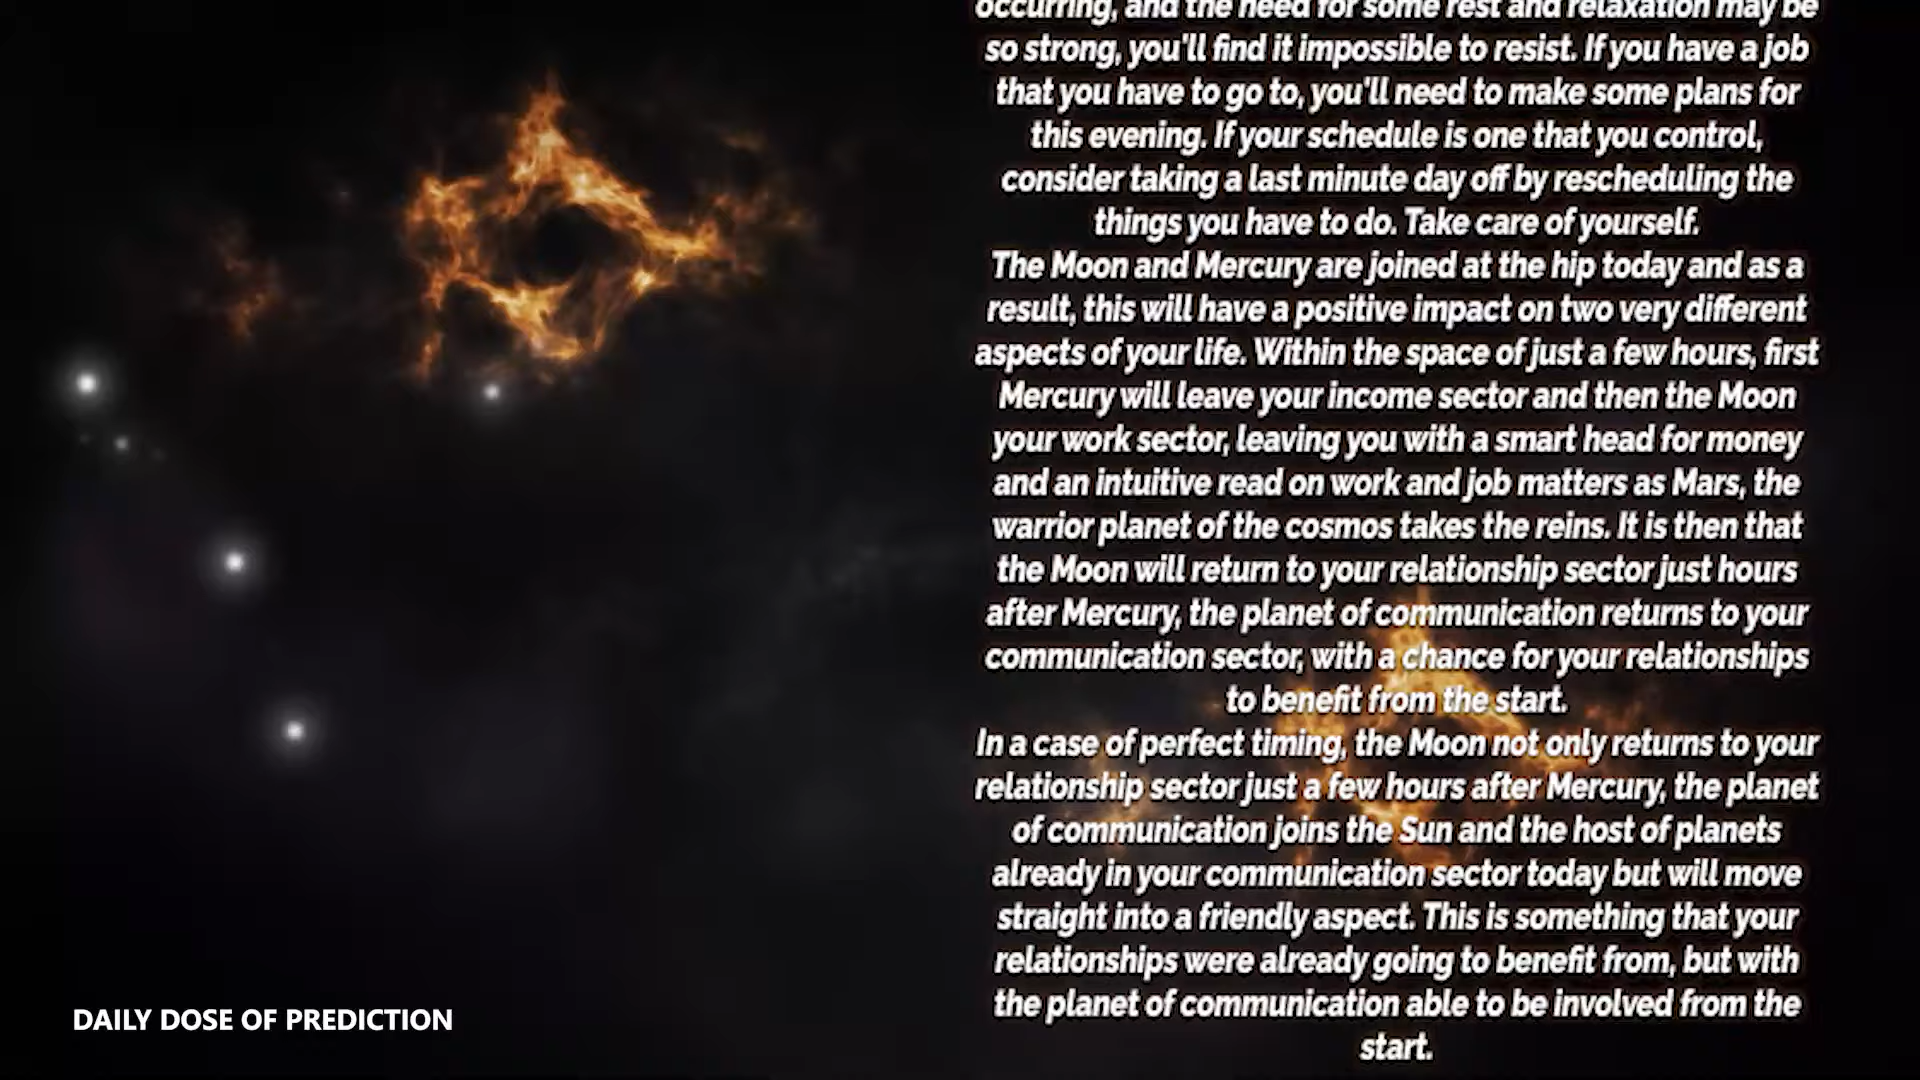 occurring, and the need for some rest and relaxation may be
so strong, you'll find it impossible to resist. If you have a job
that you have to go to, you'll need to make some plans for
this evening. If your schedule is one that you control,
consider taking a last minute day off by rescheduling the
things you have to do. Take care of yourself.
The Moon and Mercury are joined at the hip today and as a
result, this will have a positive impact on two very different
aspects of your life. Within the space of just a few hours, first
Mercury will leave your income sector and then the Moon
your work sector, leaving you with a smart head for money
and an intuitive read on work and job matters as Mars, the
warrior planet of the cosmos takes the reins. It is then that
the Moon will return to your relationship sector just hours
after Mercury, the planet of communication returns to your
communication sector, with a chance for your relationships
to benefit from the start.
In a case of perfect timing, the Moon not only returns to your
relationship sector just a few hours after Mercury, the planet
of communication joins the Sun and the host of planets
already in your communication sector today but will move
straight into a friendly aspect. This is something that your
relationships were already going to benefit from, but with
the planet of communication able to be involved from the
start.
DAILY DOSE OF PREDICTION